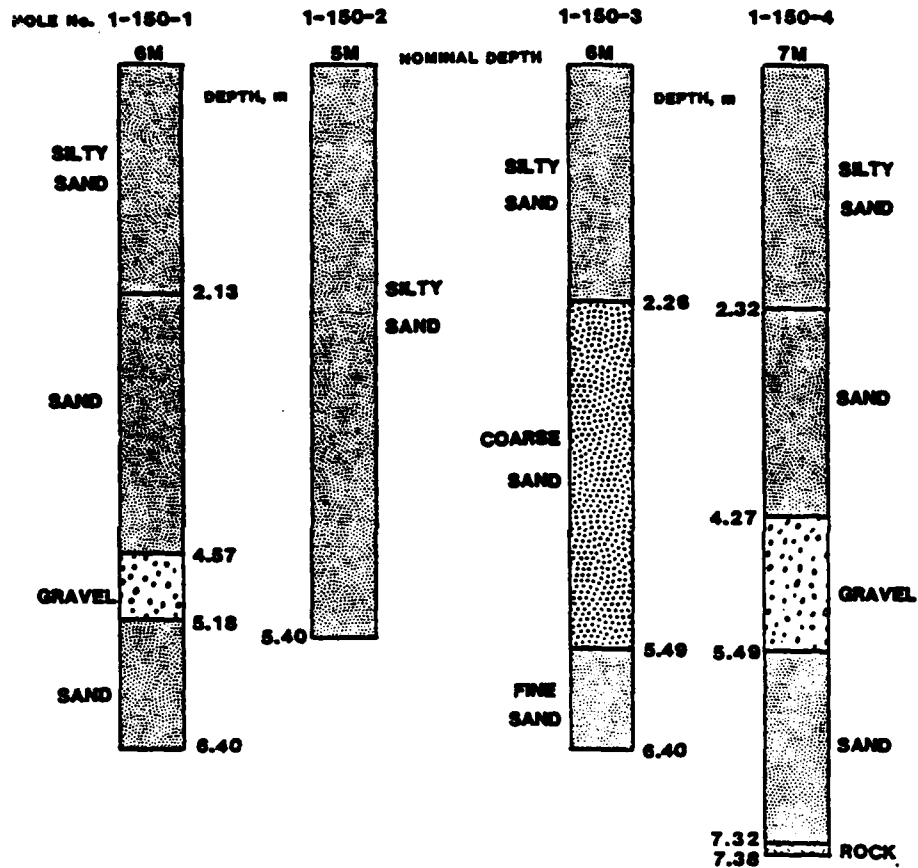 HOLE No. 1-150-1 1-150-2 1-150-3 1-150-4
6M 5M NOMINAL DEPTH 6M 7M
DEPTH, m DEPTH, m
SILTY
SAND
2.13
SAND
4.57
GRAVEL
5.18
SAND
6.40
SILTY
SAND
5.40
SILTY
SAND
2.26
COARSE
SAND
5.49
FINE
SAND
6.40
SILTY
SAND
2.32
SAND
4.27
GRAVEL
5.49
SAND
7.32
ROCK
7.38